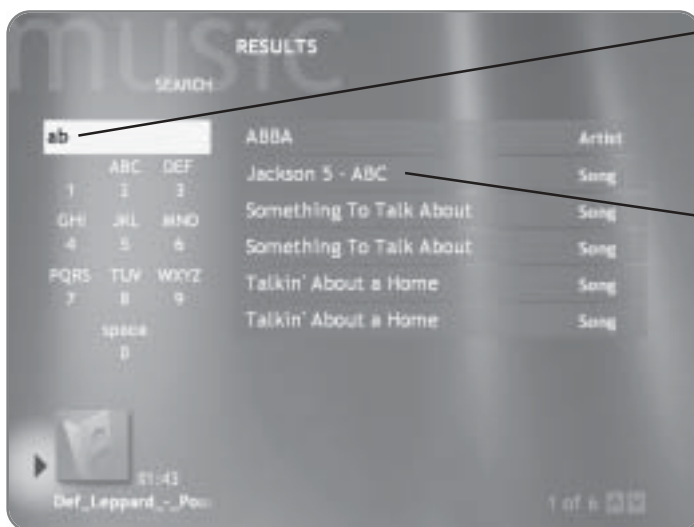 music
RESULTS
SEARCH
ab
ABC DEF
1 2 3
GHI JKL MNO
4 5 6
PQRS TUV WXYZ
7 8 9
space
0
ABBA Artist
Jackson 5 - ABC Song
Something To Talk About Song
Something To Talk About Song
Talkin' About a Home Song
Talkin' About a Home Song
01:43
Def_Leppard_-_Pou
1 of 6